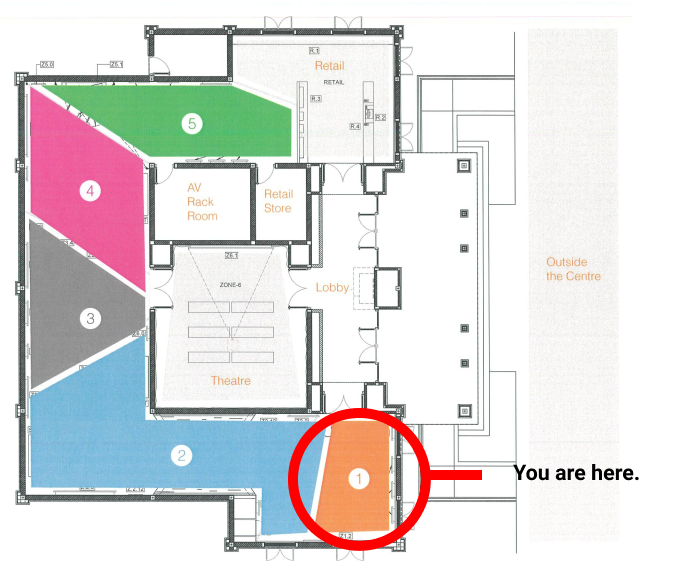 Z5.0
Z5.1
R.1
Retail
RETAIL
R.3
R.2
R.4
5
4
AV
Rack
Room
Retail
Store
Z6.1
ZONE-6
Lobby
Outside
the Centre
3
Theatre
2
1
You are here.
Z1.2